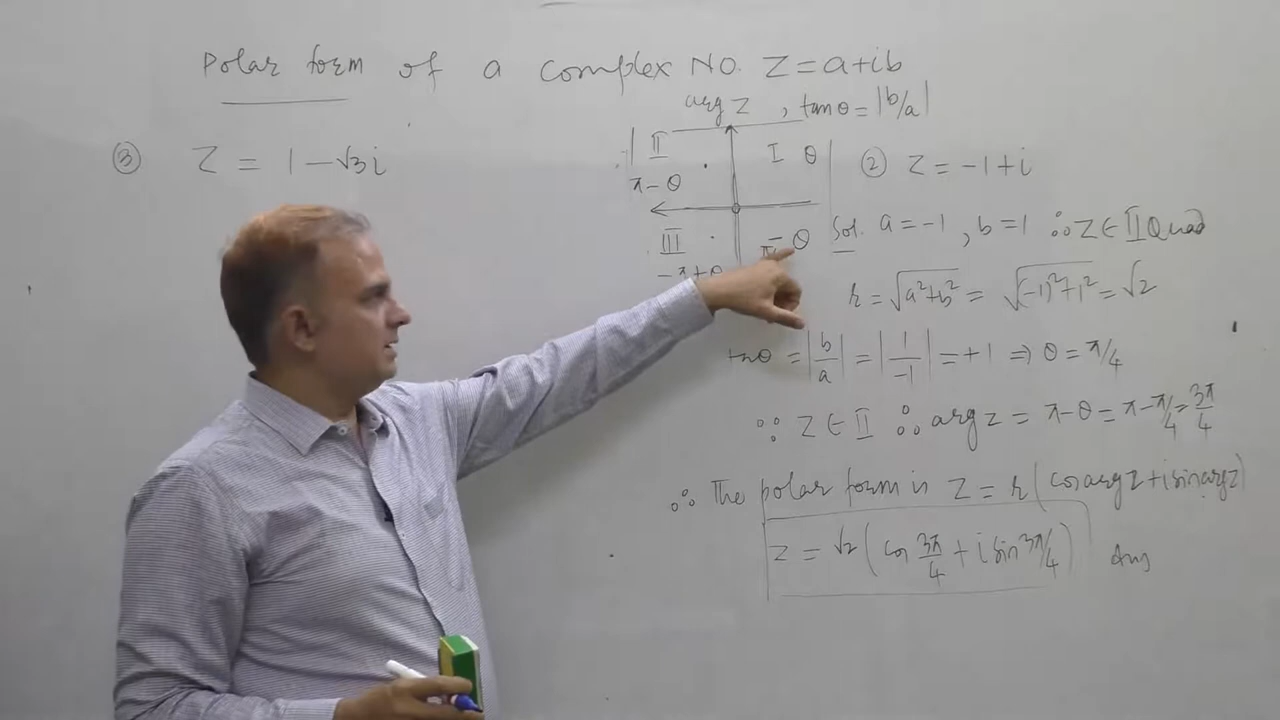 Polar form of a complex No. Z = a+ib
arg Z , tanθ = |b/a|
③ Z = 1 - √3i
II
π-θ
I θ
III
-π+θ
-θ
② Z = -1+i
Sol. a = -1 , b = 1 ∴ Z ∈ II Quad
r = √a²+b² = √(-1)²+1² = √2
tanθ = |b/a| = |1/-1| = +1 ⇒ θ = π/4
∵ Z ∈ II ∴ arg z = π-θ = π-π/4 = 3π/4
∴ The polar form is Z = r(cos arg Z + i sin arg Z)
Z = √2 (cos 3π/4 + i sin 3π/4) Ans